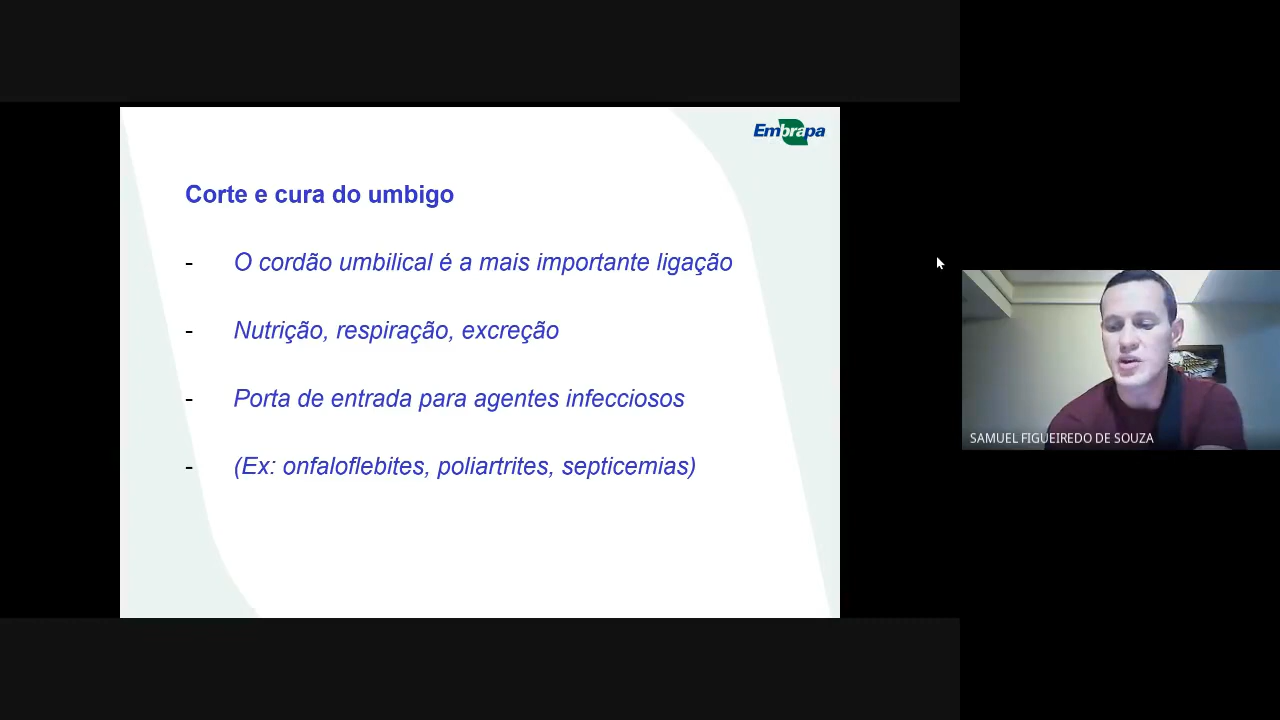 Embrapa
Corte e cura do umbigo
- O cordão umbilical é a mais importante ligação
- Nutrição, respiração, excreção
- Porta de entrada para agentes infecciosos
- (Ex: onfaloflebites, poliartrites, septicemias)
SAMUEL FIGUEIREDO DE SOUZA